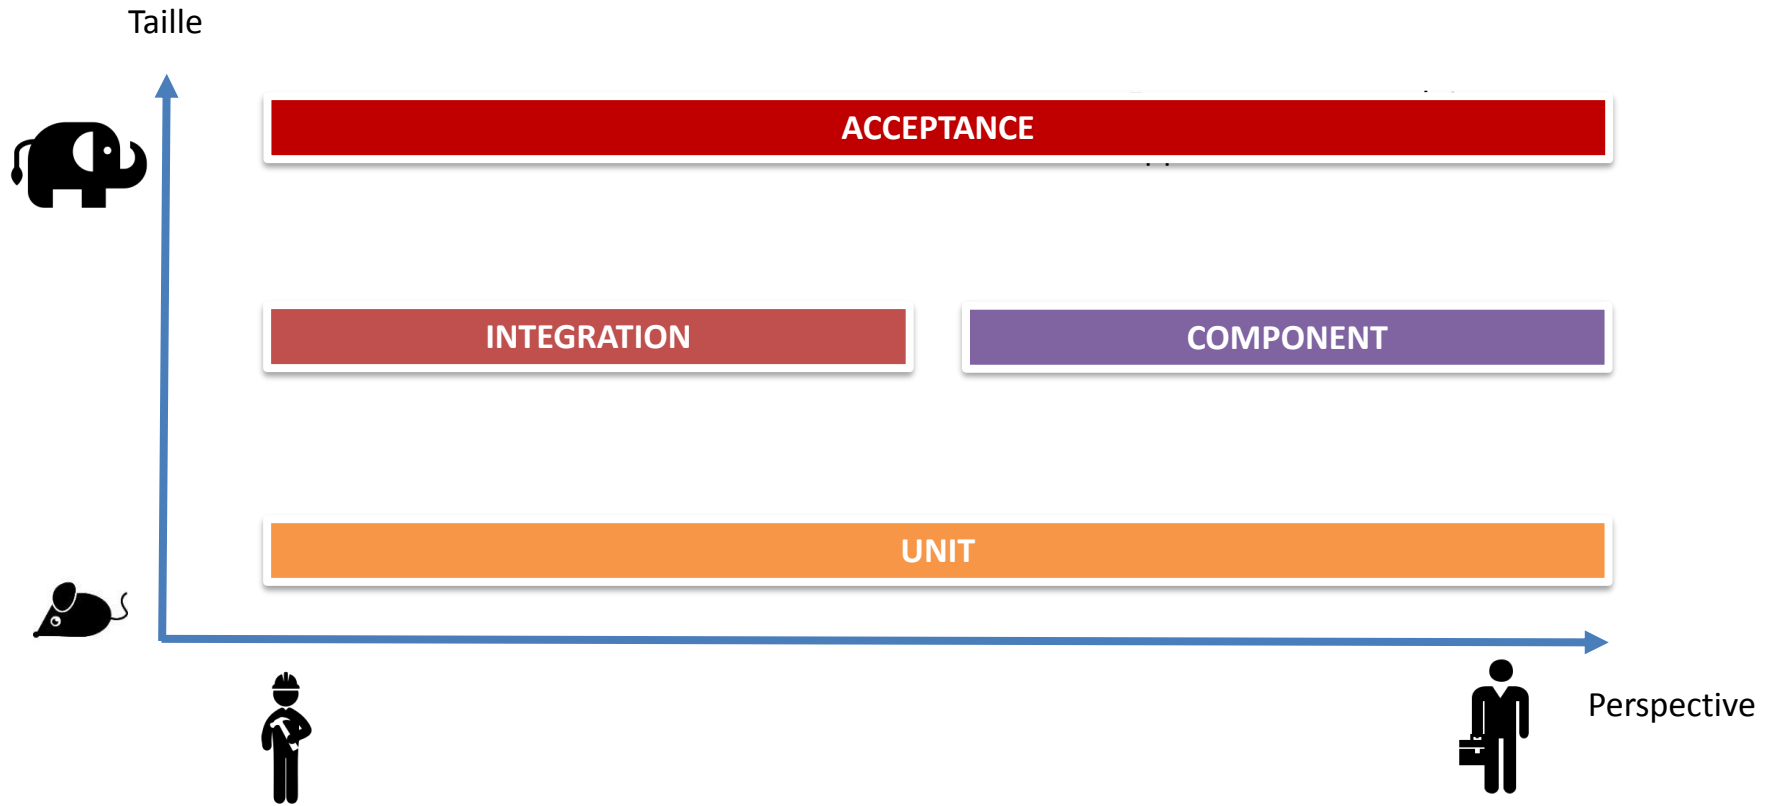 Taille
ACCEPTANCE
INTEGRATION
COMPONENT
UNIT
Perspective